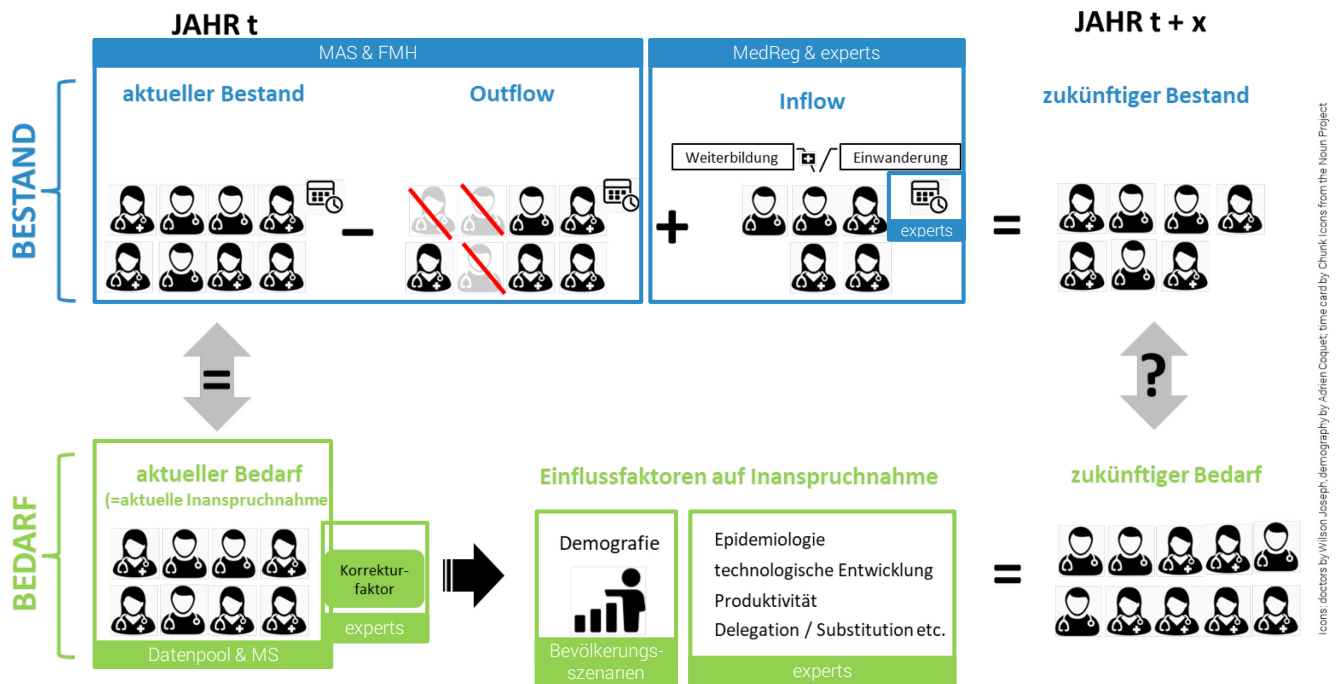 JAHR t
JAHR t + x
MAS & FMH
MedReg & experts
BESTAND
aktueller Bestand
Outflow
Inflow
zukünftiger Bestand
Weiterbildung
Einwanderung
–
+
experts
=
=
?
BEDARF
aktueller Bedarf
(=aktuelle Inanspruchnahme
Korrektur-
faktor
experts
Datenpool & MS
Einflussfaktoren auf Inanspruchnahme
Demografie
Bevölkerungs-
szenarien
Epidemiologie
technologische Entwicklung
Produktivität
Delegation / Substitution etc.
experts
=
zukünftiger Bedarf
Icons: doctors by Wilson Joseph, demography by Adrien Coquet; time card by Chunk Icons from the Noun Project